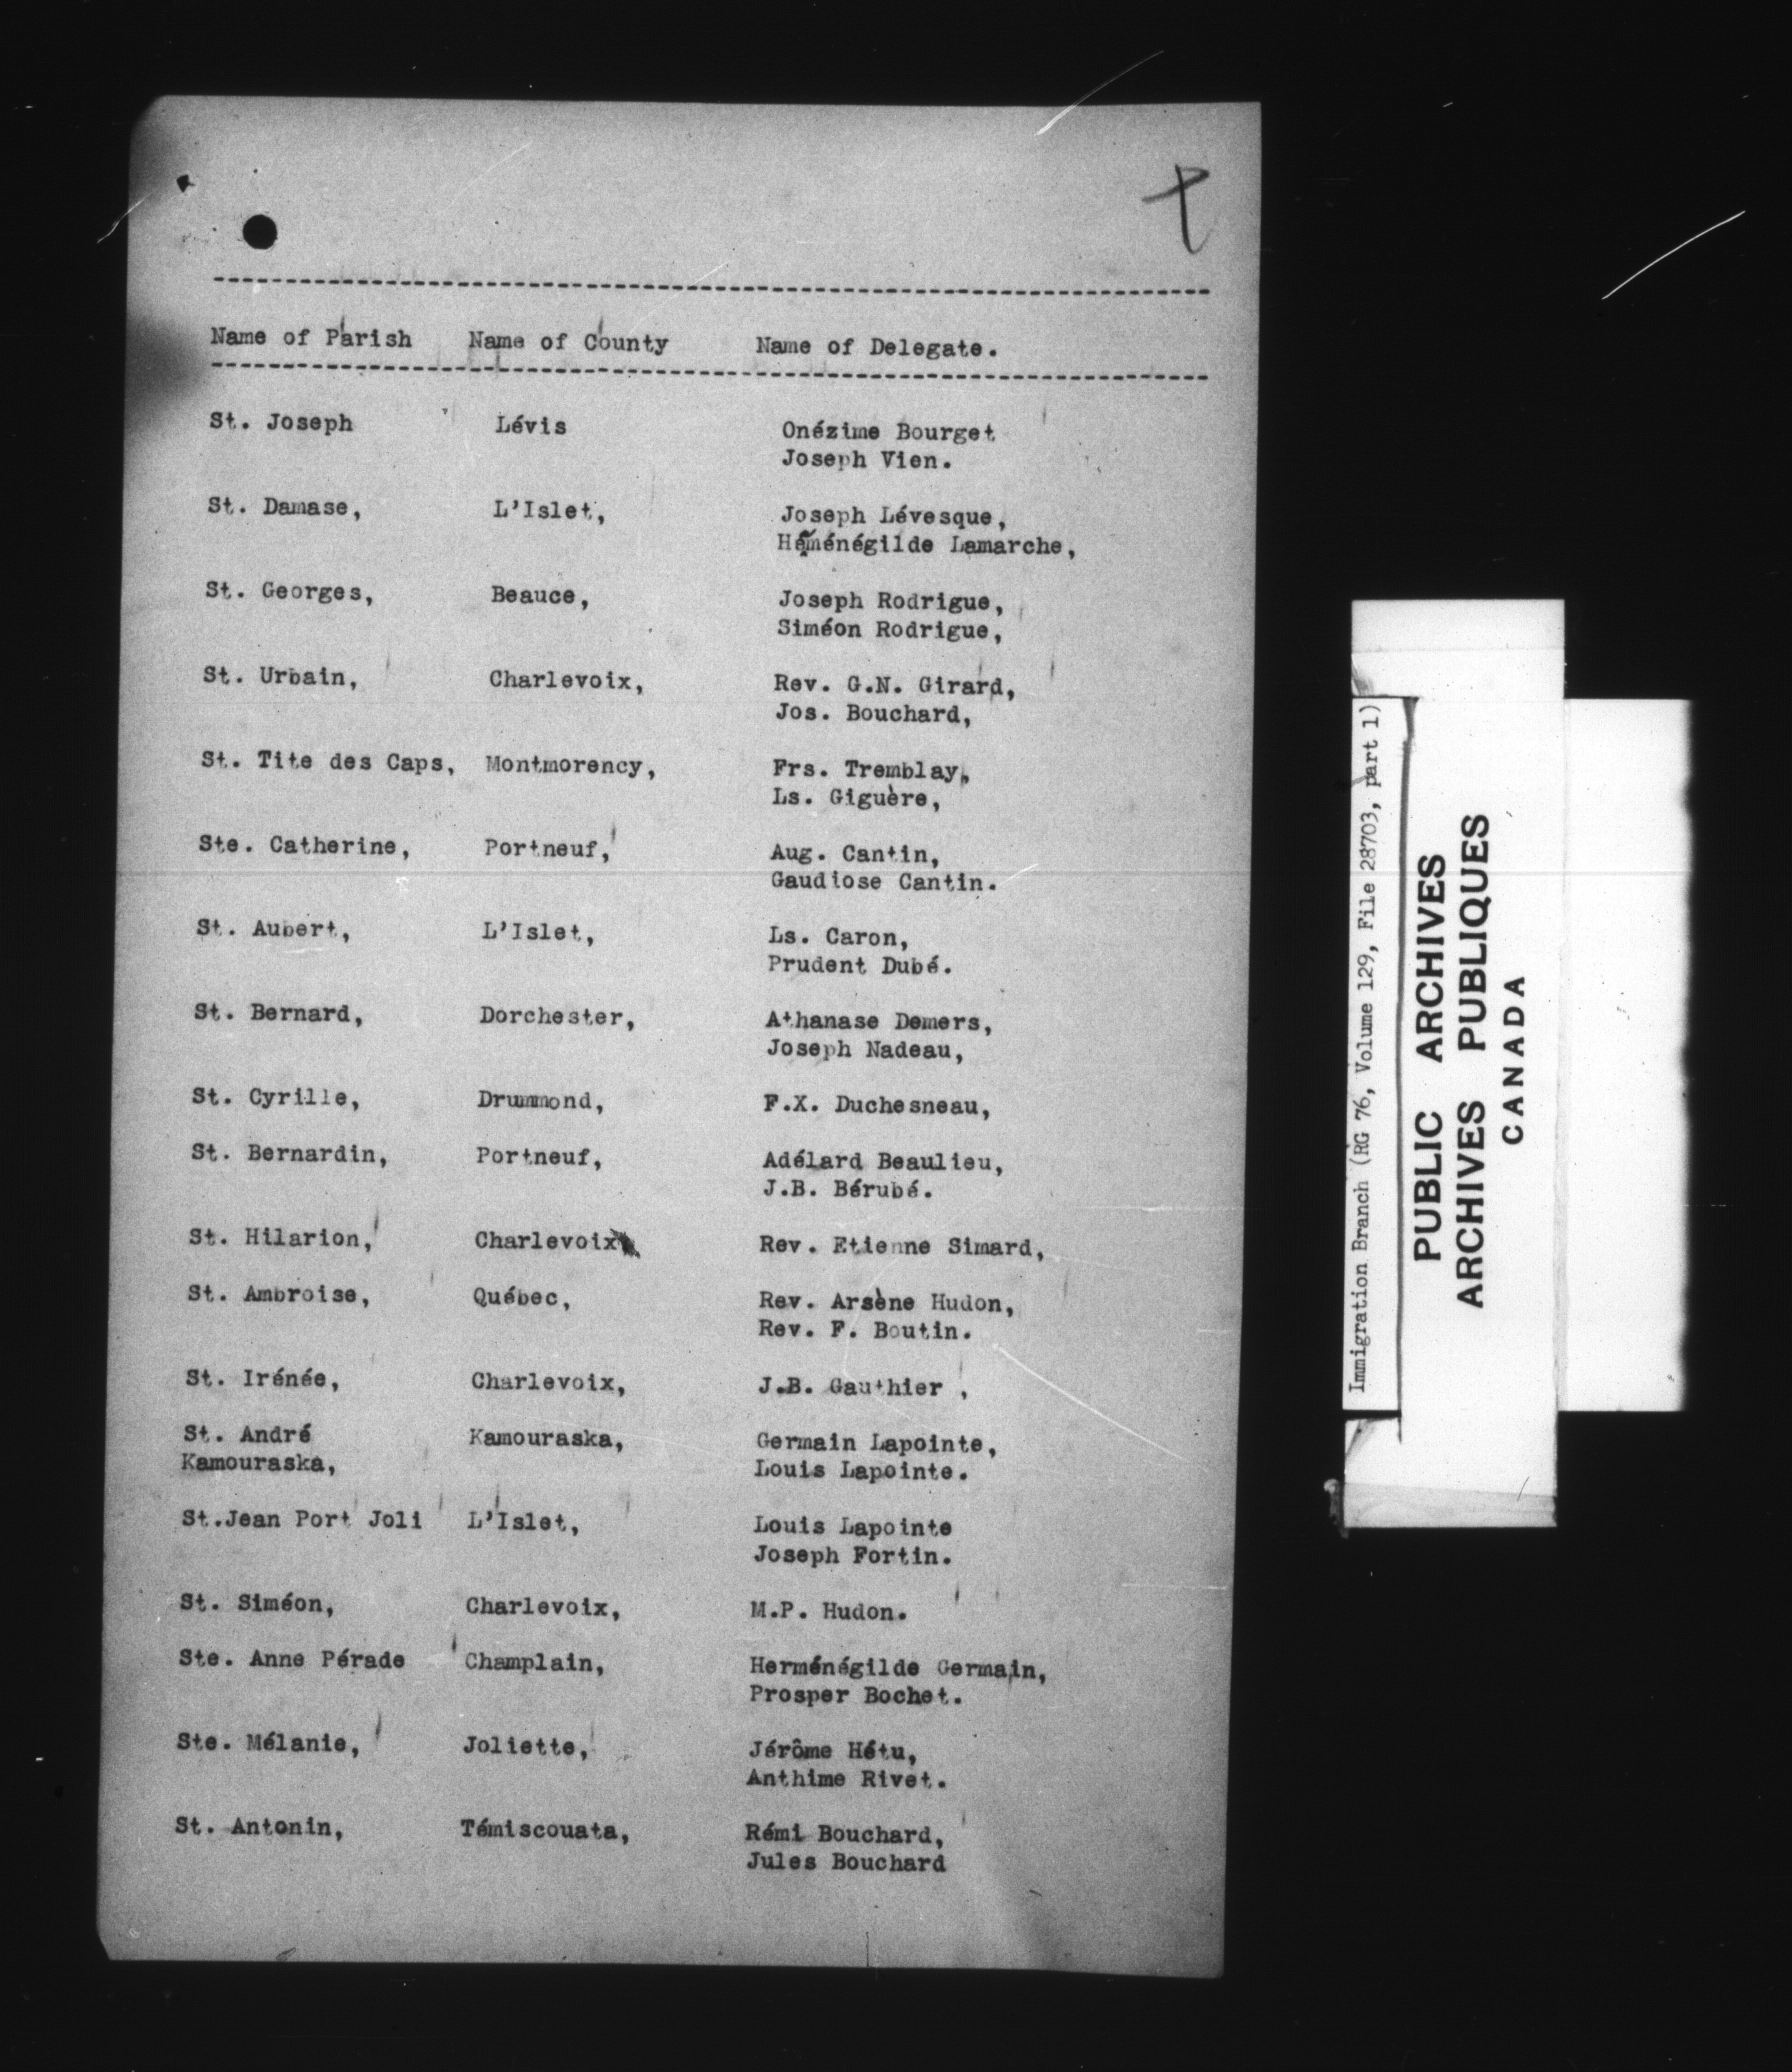 Name of Parish Name of County Name of Delegate.
St. Joseph Lévis Onézime Bourget
Joseph Vien.
St. Damase, L'Islet, Joseph Lévesque,
Héménégilde Lamarche,
St. Georges, Beauce, Joseph Rodrigue,
Siméon Rodrigue,
St. Urbain, Charlevoix, Rev. G.N. Girard,
Jos. Bouchard,
St. Tite des Caps, Montmorency, Frs. Tremblay,
Ls. Giguère,
Ste. Catherine, Portneuf, Aug. Cantin,
Gaudiose Cantin.
St. Aubert, L'Islet, Ls. Caron,
Prudent Dubé.
St. Bernard, Dorchester, Athanase Demers,
Joseph Nadeau,
St. Cyrille, Drummond, F.X. Duchesneau,
St. Bernardin, Portneuf, Adélard Beaulieu,
J.B. Bérubé.
St. Hilarion, Charlevoix Rev. Etienne Simard,
St. Ambroise, Québec, Rev. Arsène Hudon,
Rev. F. Boutin.
St. Irénée, Charlevoix, J.B. Gauthier ,
St. André Kamouraska, Germain Lapointe,
Kamouraska, Louis Lapointe.
St.Jean Port Joli L'Islet, Louis Lapointe
Joseph Fortin.
St. Siméon, Charlevoix, M.P. Hudon.
Ste. Anne Pérade Champlain, Herménégilde Germain,
Prosper Bochet.
Ste. Mélanie, Joliette, Jérôme Hétu,
Anthime Rivet.
St. Antonin, Témiscouata, Rémi Bouchard,
Jules Bouchard
Immigration Branch (RG 76, Volume 129, File 28703, part 1)
PUBLIC ARCHIVES
ARCHIVES PUBLIQUES
CANADA